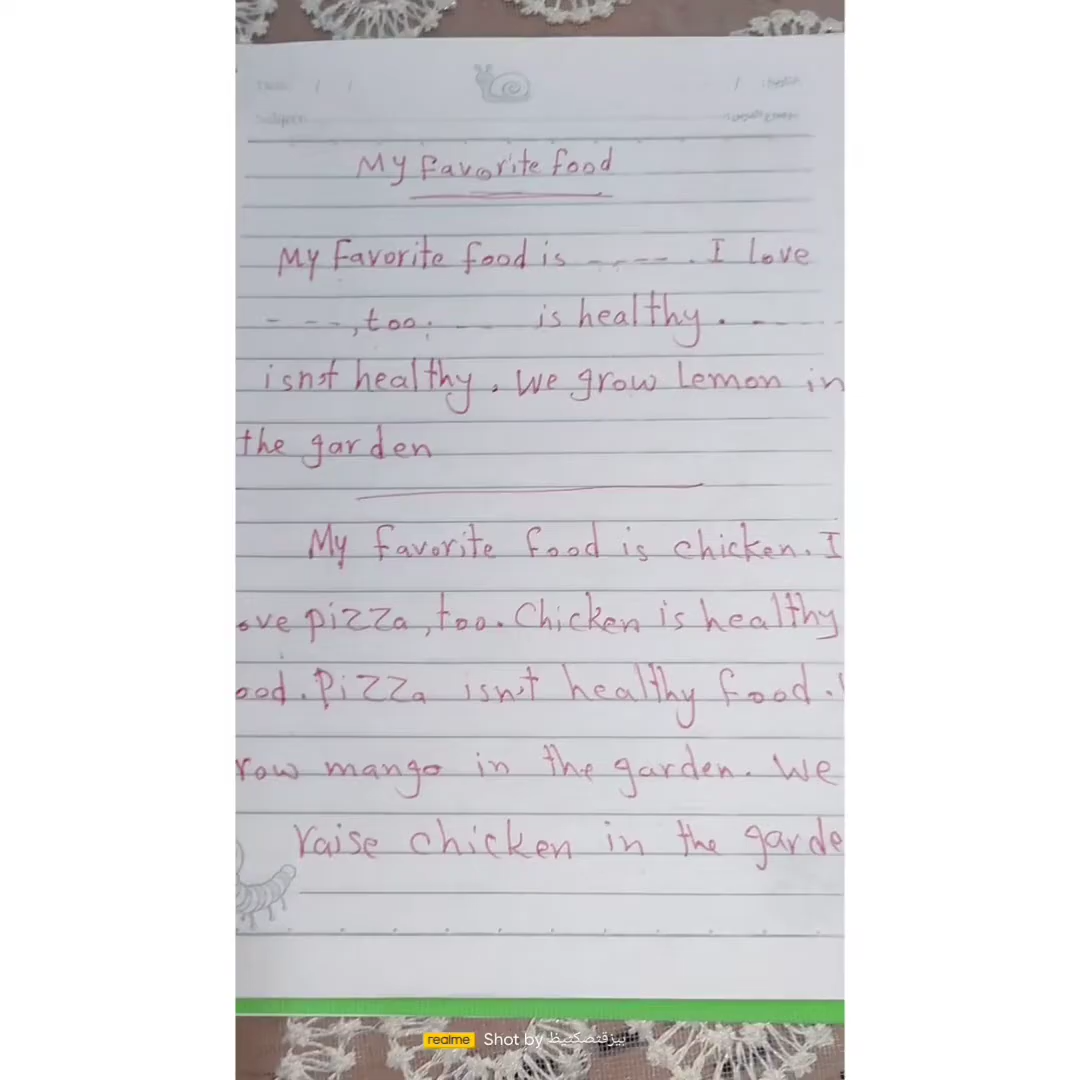 My favorite food
My Favorite food is ----. I love
---, too. --- is healthy. ----
isn't healthy. We grow Lemon in
the garden
My favorite food is chicken. I
ove pizza, too. Chicken is healthy
ood. Pizza isn't healthy food.
row mango in the garden. We
raise chicken in the garde
realme Shot by